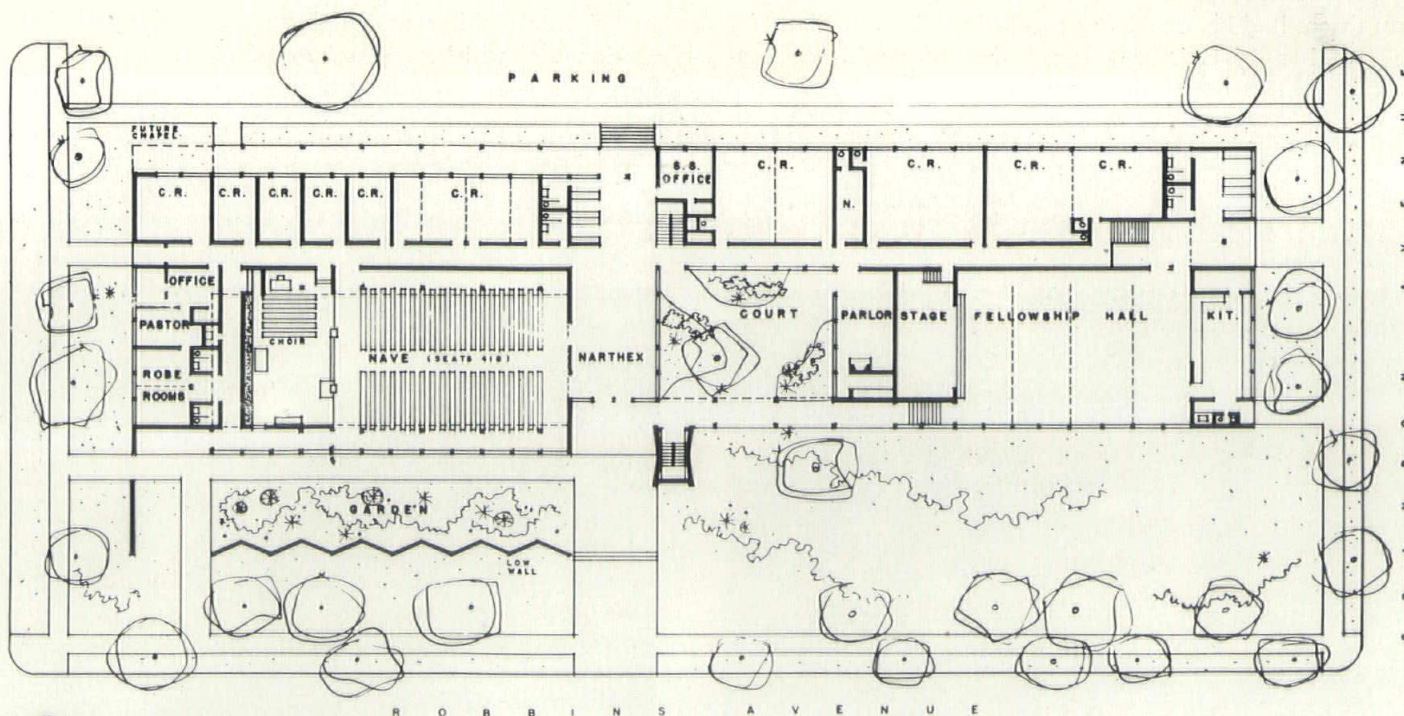 PARKING
FUTURE
CHAPEL
C.R.
C.R.
C.R.
C.R.
C.R.
C.R.
S.S.
OFFICE
C.R.
N.
C.R.
C.R.
C.R.
OFFICE
PASTOR
ROBE
ROOMS
CHOIR
NAVE (SEATS 418)
NARTHEX
COURT
PARLOR
STAGE
FELLOWSHIP HALL
KIT.
GARDEN
LOW
WALL
ROBBINS AVENUE